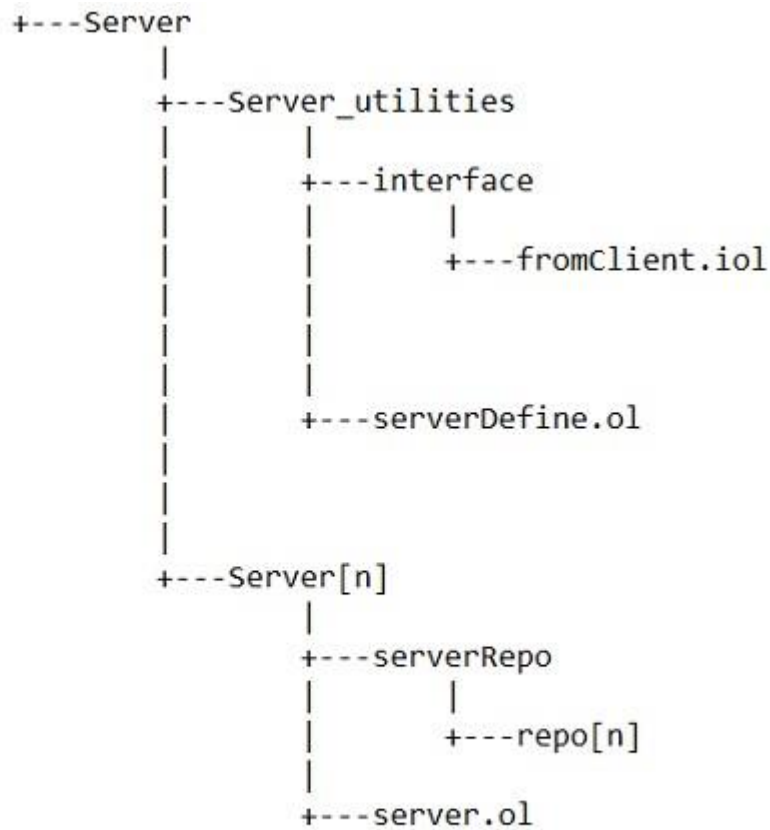 +---Server
|
+---Server_utilities
| |
| +---interface
| | |
| | +---fromClient.iol
| |
| |
| |
| +---serverDefine.ol
|
|
|
+---Server[n]
|
+---serverRepo
| |
| +---repo[n]
|
+---server.ol